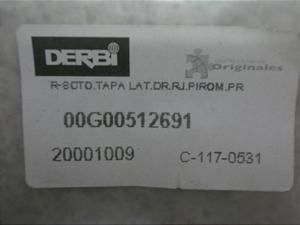 DERBi
Originales
R-SCTO.TAPA LAT.DR.RJ.PIROM.PR
00G00512691
20001009 C-117-0531